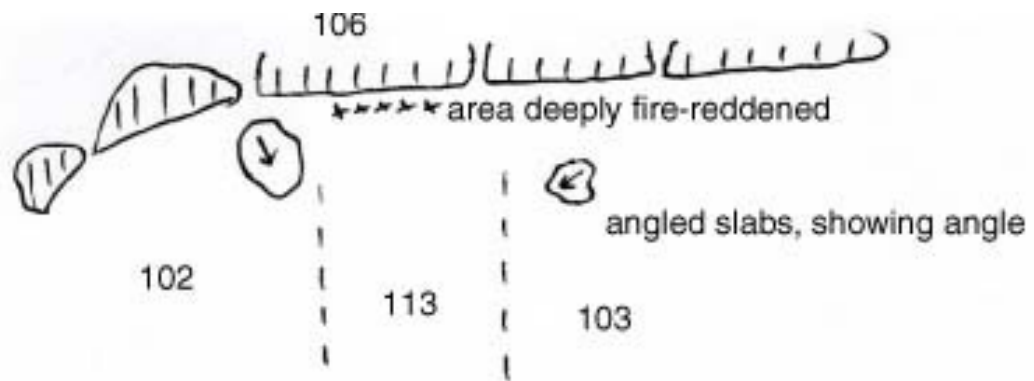 106
area deeply fire-reddened
angled slabs, showing angle
102
113
103